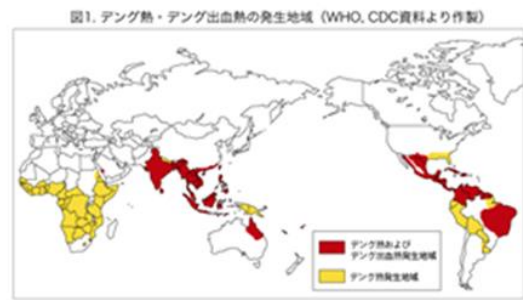 図1. デング熱・デング出血熱の発生地域（WHO, CDC資料より作製）
デング熱および
デング出血熱発生地域
デング熱発生地域